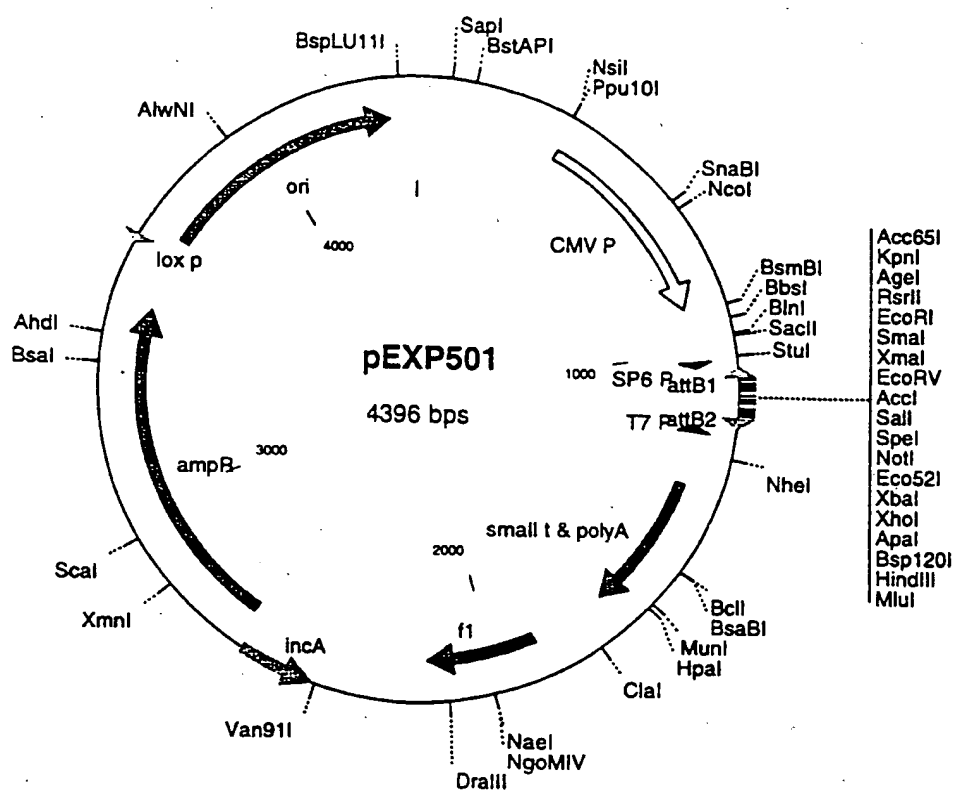 SapI
BspLU11I
BstAPI
NsiI
Ppu10I
AlwNI
SnaBI
NcoI
ori
4000
CMV P
lox p
Acc65I
KpnI
AgeI
RsrII
EcoRI
SmaI
XmaI
EcoRV
AccI
SalI
SpeI
NotI
Eco52I
XbaI
XhoI
ApaI
Bsp120I
HindIII
MluI
BsmBI
BbsI
BlnI
SacII
StuI
AhdI
BsaI
pEXP501
4396 bps
1000
SP6 P
attB1
T7 P
attB2
ampR
3000
NheI
small t & polyA
2000
ScaI
XmnI
BclI
BsaBI
MunI
HpaI
ClaI
incA
f1
Van91I
NaeI
NgoMIV
DraIII